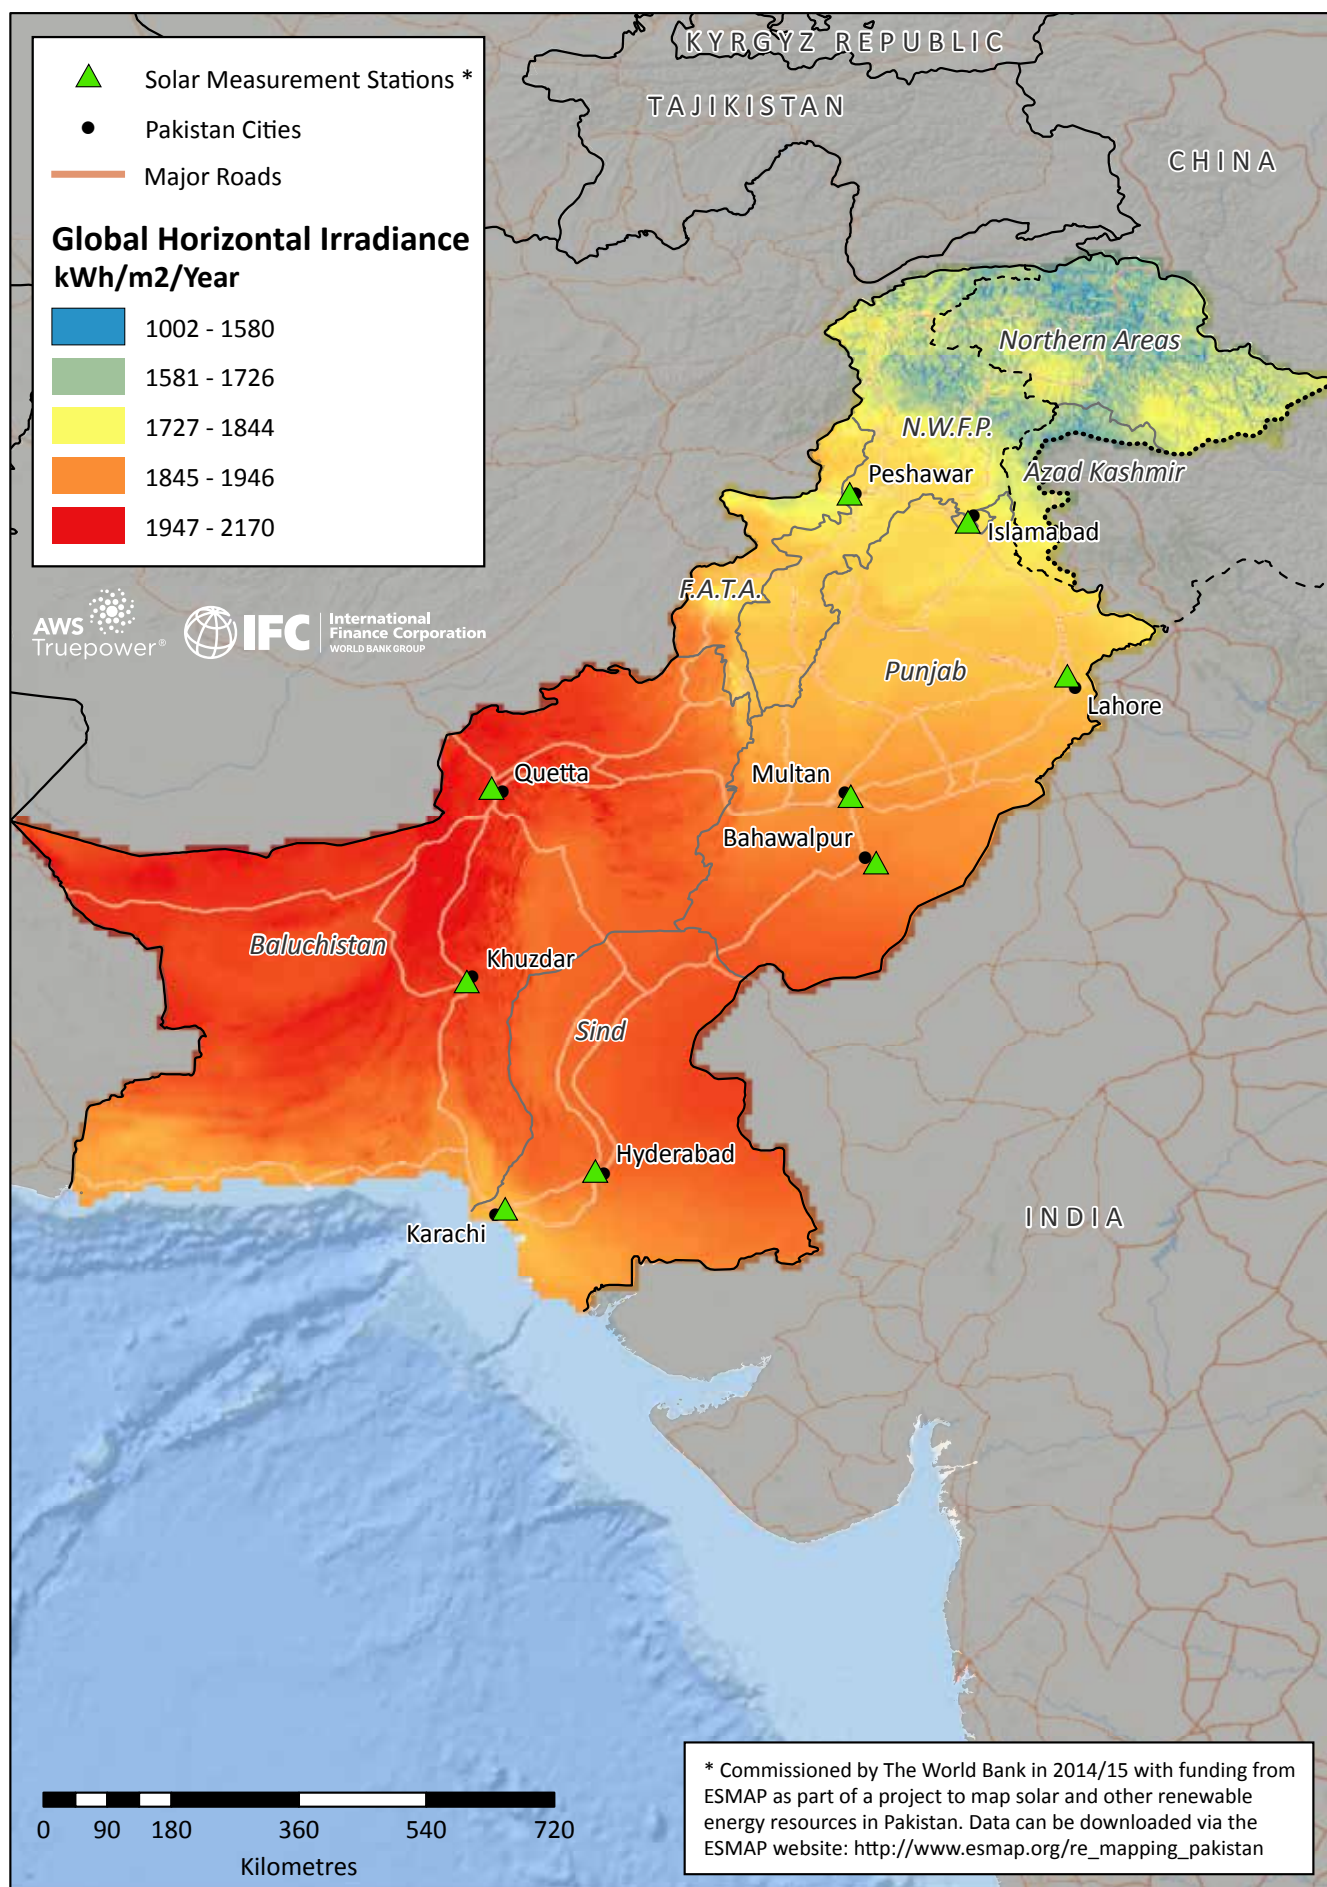 Solar Measurement Stations *
Pakistan Cities
Major Roads
Global Horizontal Irradiance
kWh/m2/Year
1002 - 1580
1581 - 1726
1727 - 1844
1845 - 1946
1947 - 2170
AWS
Truepower®
IFC
International
Finance Corporation
WORLD BANK GROUP
KYRGYZ REPUBLIC
TAJIKISTAN
CHINA
Northern Areas
N.W.F.P.
Azad Kashmir
Peshawar
Islamabad
F.A.T.A.
Punjab
Lahore
Quetta
Multan
Bahawalpur
Baluchistan
Khuzdar
Sind
Hyderabad
Karachi
INDIA
0 90 180 360 540 720
Kilometres
* Commissioned by The World Bank in 2014/15 with funding from
ESMAP as part of a project to map solar and other renewable
energy resources in Pakistan. Data can be downloaded via the
ESMAP website: http://www.esmap.org/re_mapping_pakistan